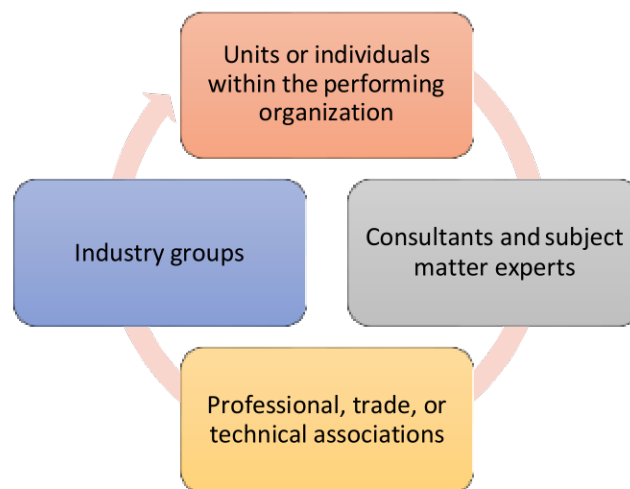 Units or individuals
within the performing
organization
Industry groups
Consultants and subject
matter experts
Professional, trade, or
technical associations